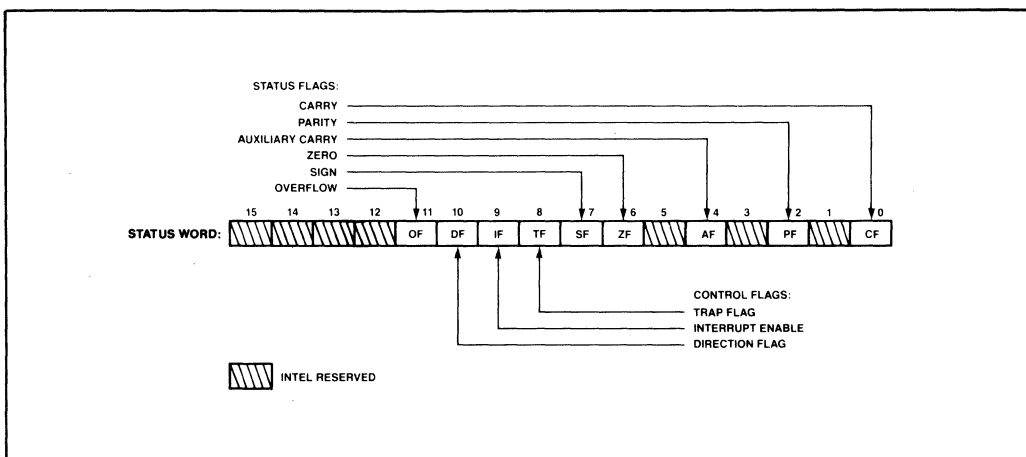 STATUS FLAGS:
CARRY
PARITY
AUXILIARY CARRY
ZERO
SIGN
OVERFLOW
15 14 13 12 11 10 9 8 7 6 5 4 3 2 1 0
STATUS WORD: OF DF IF TF SF ZF AF PF CF
CONTROL FLAGS:
TRAP FLAG
INTERRUPT ENABLE
DIRECTION FLAG
INTEL RESERVED